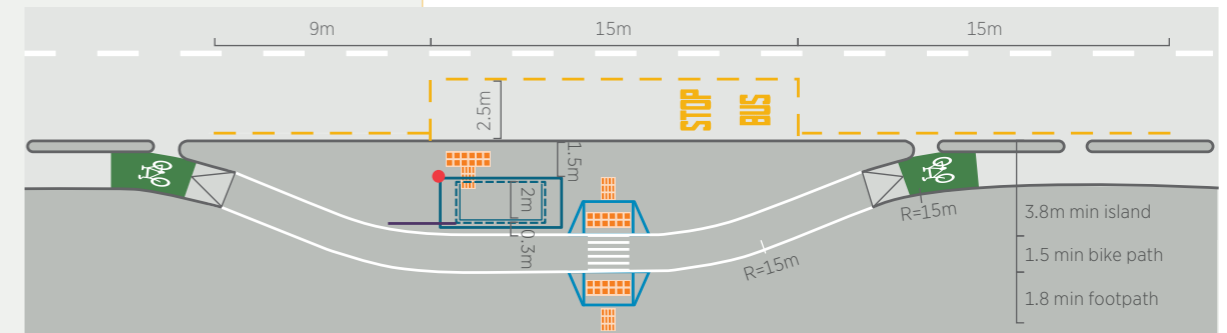 9m
15m
15m
2.5m
STOP
BUS
1.5m
2m
0.3m
R=15m
R=15m
3.8m min island
1.5 min bike path
1.8 min footpath